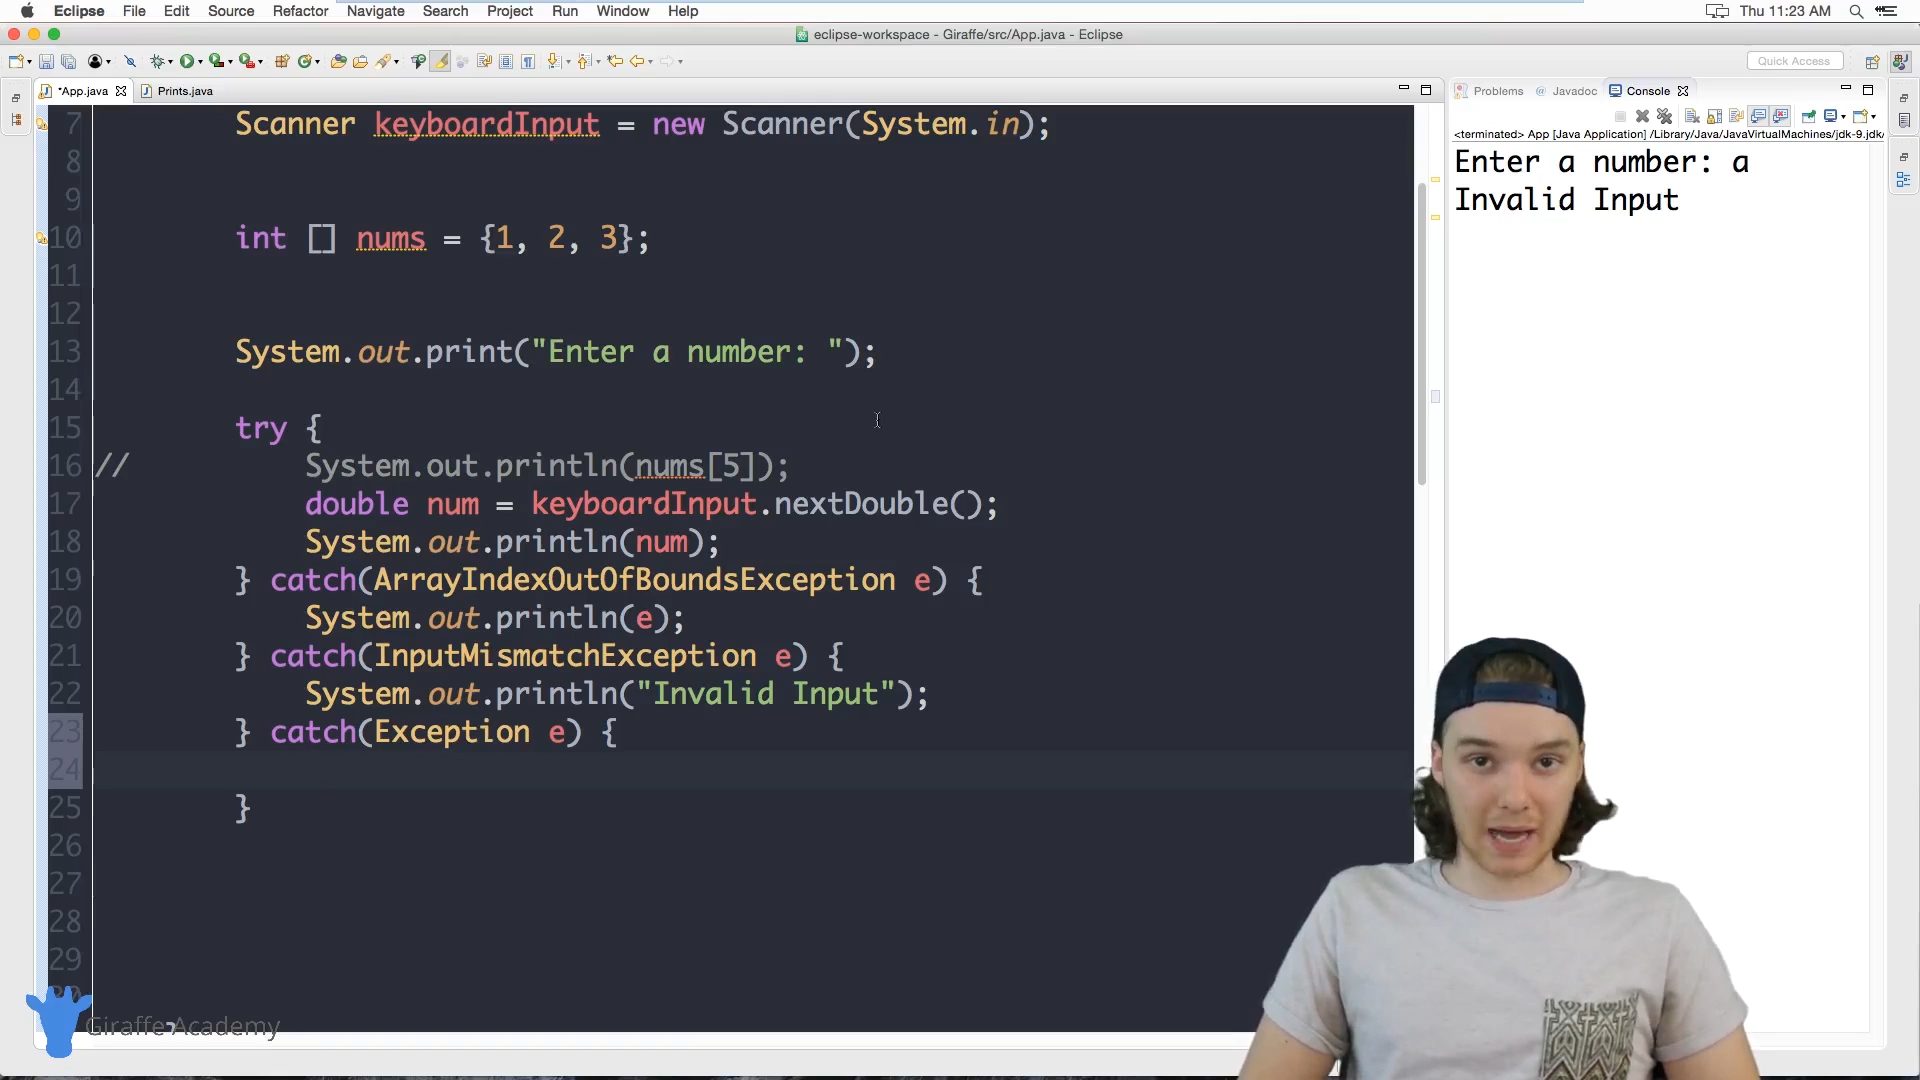 Eclipse File Edit Source Refactor Navigate Search Project Run Window Help Thu 11:23 AM
eclipse-workspace - Giraffe/src/App.java - Eclipse
Quick Access
*App.java Prints.java
Problems @ Javadoc Console
<terminated> App [Java Application] /Library/Java/JavaVirtualMachines/jdk-9.jdk/
Enter a number: a
Invalid Input
7 Scanner keyboardInput = new Scanner(System.in);
8
9
10 int [] nums = {1, 2, 3};
11
12
13 System.out.print("Enter a number: ");
14
15 try {
16 // System.out.println(nums[5]);
17 double num = keyboardInput.nextDouble();
18 System.out.println(num);
19 } catch(ArrayIndexOutOfBoundsException e) {
20 System.out.println(e);
21 } catch(InputMismatchException e) {
22 System.out.println("Invalid Input");
23 } catch(Exception e) {
24
25 }
26
27
28
29
Giraffe Academy